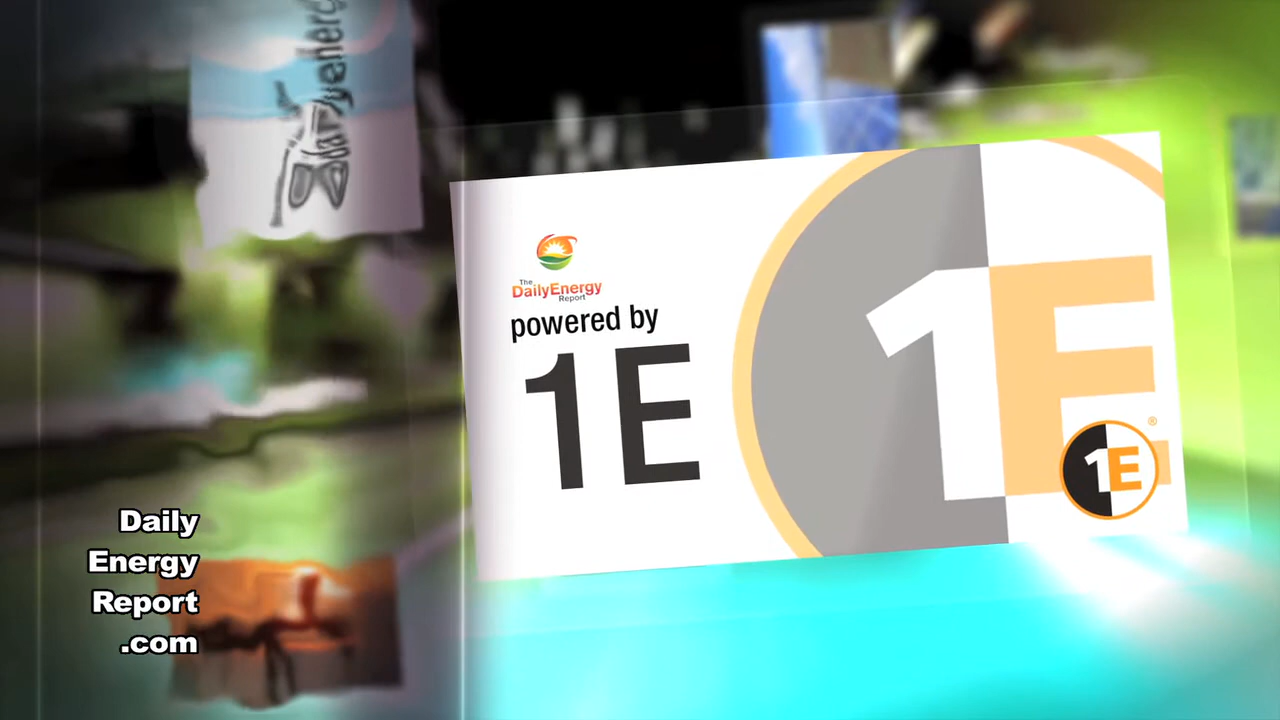 The
DailyEnergy
Report
powered by
1E
1E
1E
®
Daily
Energy
Report
.com